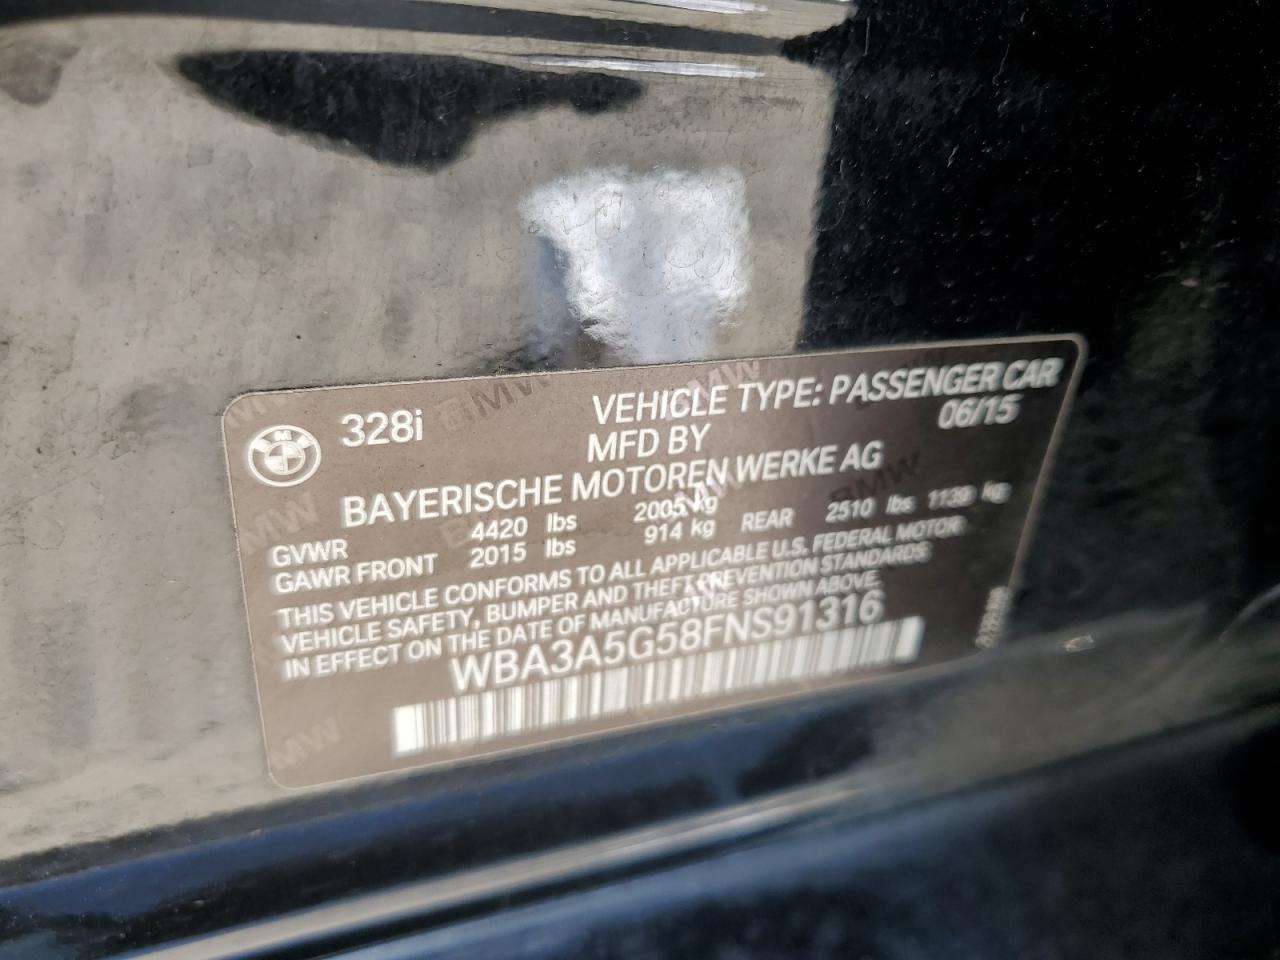 328i
VEHICLE TYPE: PASSENGER CAR
MFD BY 06/15
BAYERISCHE MOTOREN WERKE AG
GVWR 4420 lbs 2005 kg
GAWR FRONT 2015 lbs 914 kg REAR 2510 lbs 1139 kg
THIS VEHICLE CONFORMS TO ALL APPLICABLE U.S. FEDERAL MOTOR
VEHICLE SAFETY, BUMPER AND THEFT PREVENTION STANDARDS
IN EFFECT ON THE DATE OF MANUFACTURE SHOWN ABOVE.
WBA3A5G58FNS91316